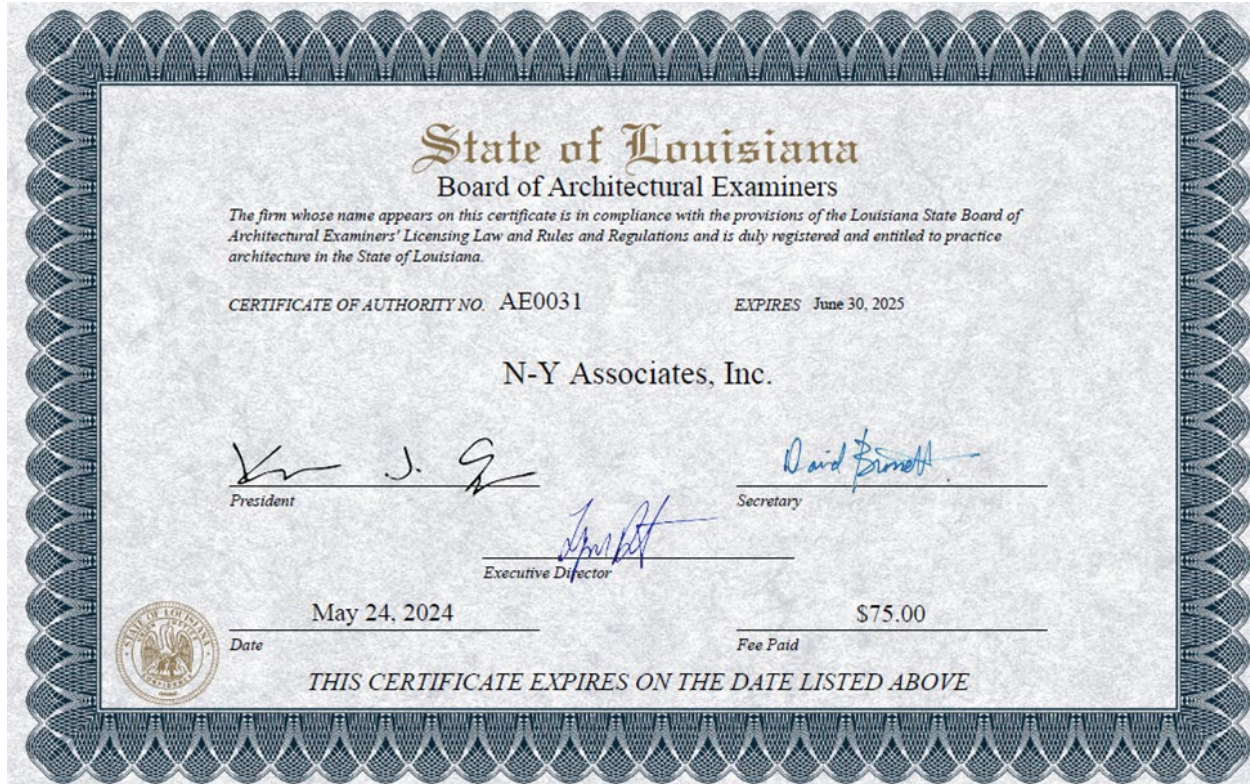 State of Louisiana
Board of Architectural Examiners
The firm whose name appears on this certificate is in compliance with the provisions of the Louisiana State Board of
Architectural Examiners' Licensing Law and Rules and Regulations and is duly registered and entitled to practice
architecture in the State of Louisiana.
CERTIFICATE OF AUTHORITY NO. AE0031 EXPIRES June 30, 2025
N-Y Associates, Inc.
J. David
President Secretary
Executive Director
May 24, 2024 $75.00
Date Fee Paid
STATE OF LOUISIANA
THIS CERTIFICATE EXPIRES ON THE DATE LISTED ABOVE